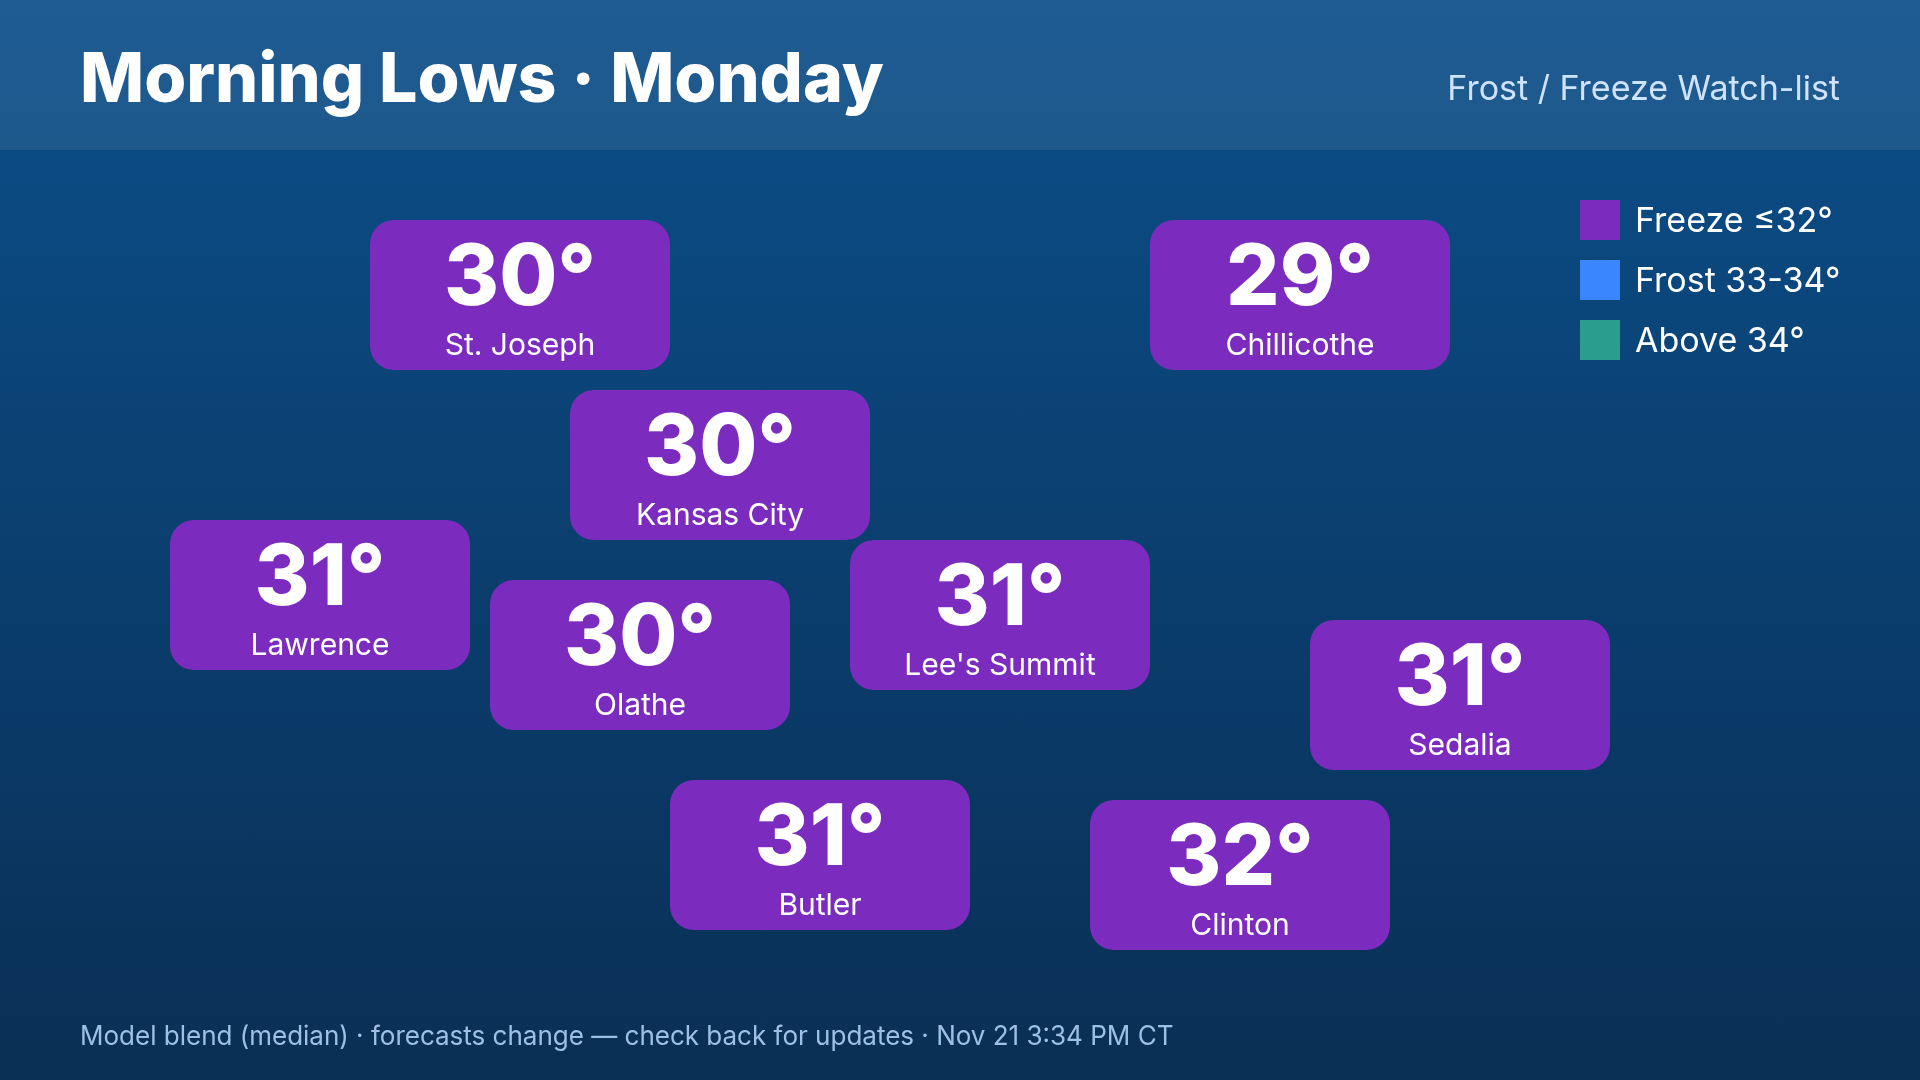 Morning Lows · Monday
Frost / Freeze Watch-list
Freeze ≤32°
Frost 33-34°
Above 34°
30°
St. Joseph
29°
Chillicothe
30°
Kansas City
31°
Lawrence
30°
Olathe
31°
Lee's Summit
31°
Sedalia
31°
Butler
32°
Clinton
Model blend (median) · forecasts change — check back for updates · Nov 21 3:34 PM CT